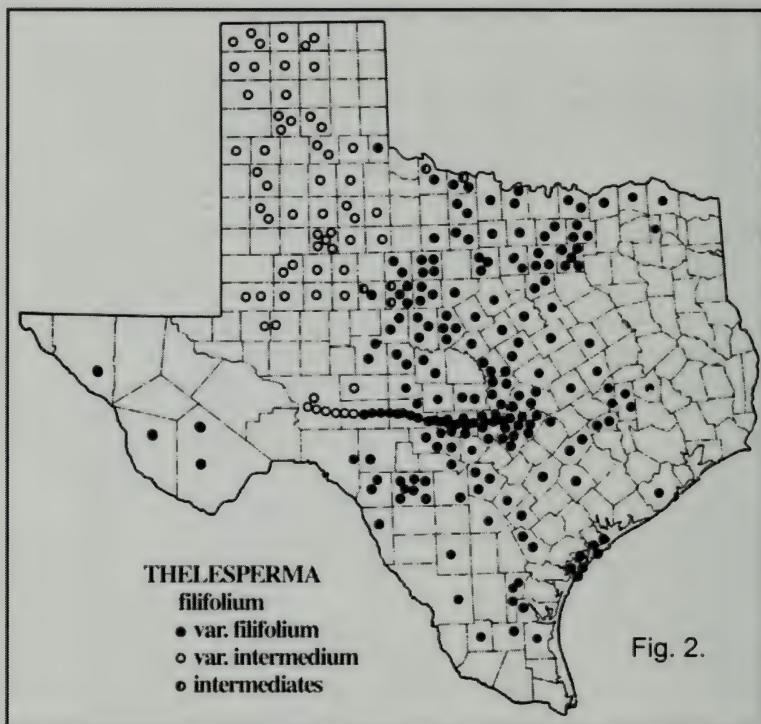 THELESPERMA
filifolium
● var. filifolium
○ var. intermedium
◐ intermediates
Fig. 2.